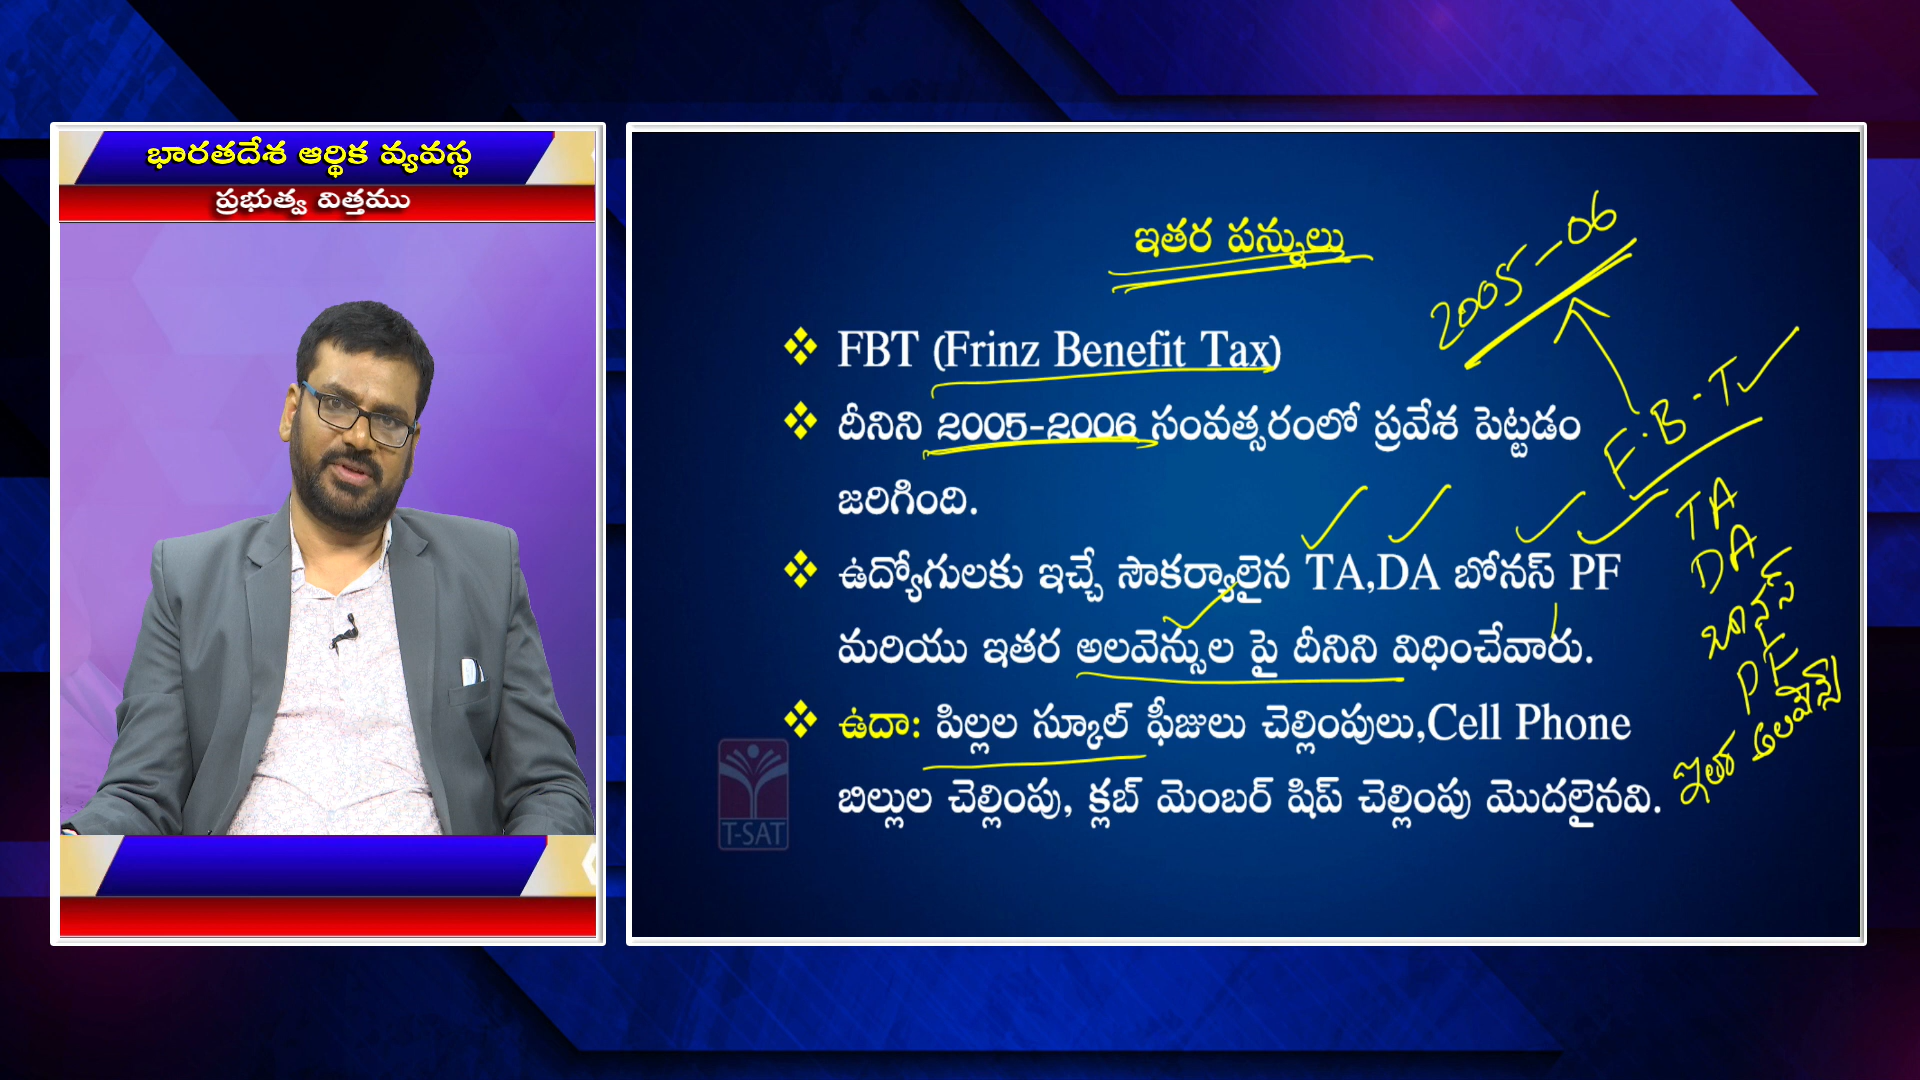 భారతదేశ ఆర్థిక వ్యవస్థ
ప్రభుత్వ విత్తము
ఇతర పన్నులు
2005-06
FBT (Frinz Benefit Tax)
F.B-T
దీనిని 2005-2006 సంవత్సరంలో ప్రవేశ పెట్టడం
జరిగింది.
ఉద్యోగులకు ఇచ్చే సౌకర్యాలైన TA,DA బోనస్ PF
మరియు ఇతర అలవెన్సుల పై దీనిని విధించేవారు.
ఉదా: పిల్లల స్కూల్ ఫీజులు చెల్లింపులు,Cell Phone
బిల్లుల చెల్లింపు, క్లబ్ మెంబర్ షిప్ చెల్లింపు మొదలైనవి.
TA
DA
బోనస్
PF
T-SAT